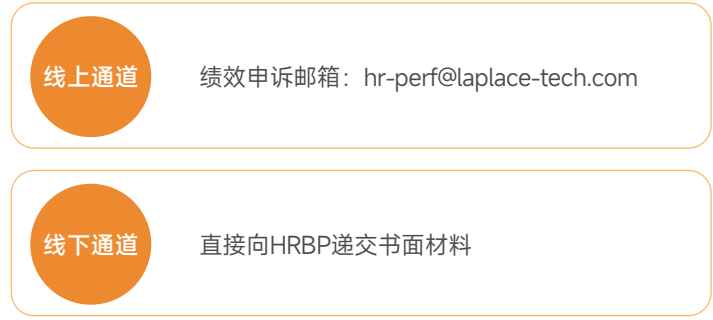 线上通道
绩效申诉邮箱：hr-perf@laplace-tech.com
线下通道
直接向HRBP递交书面材料